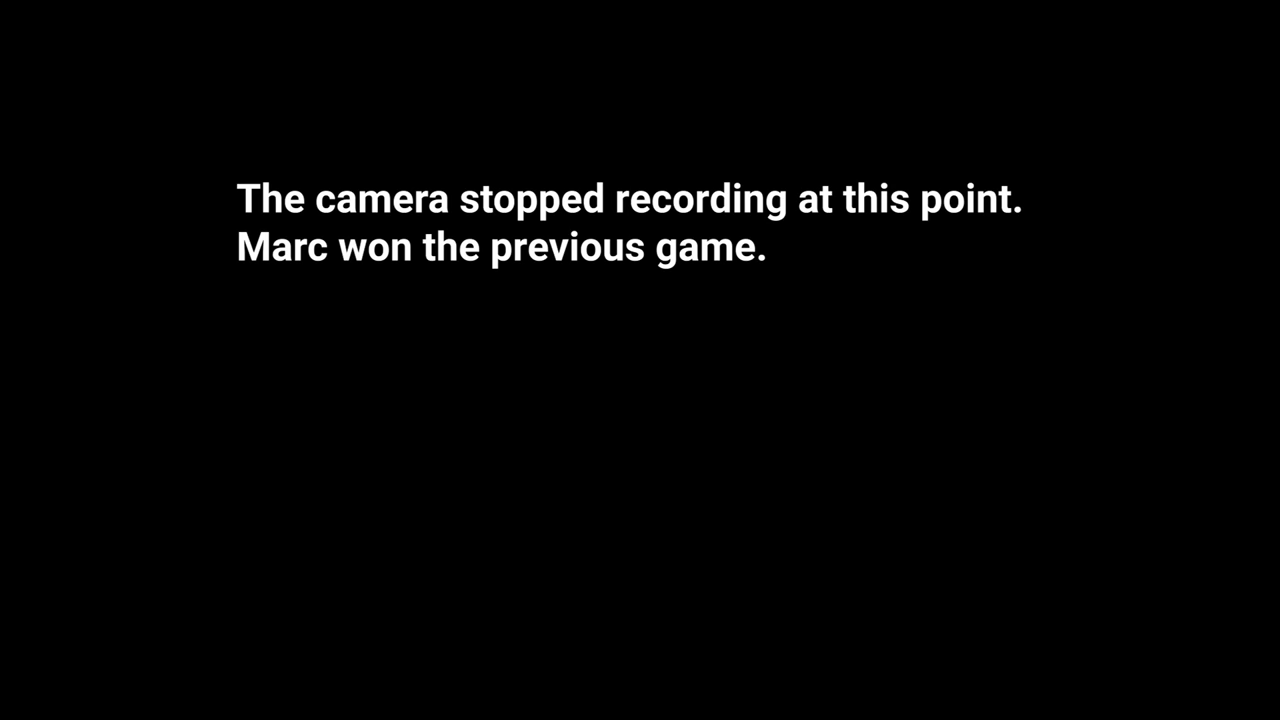 The camera stopped recording at this point.
Marc won the previous game.